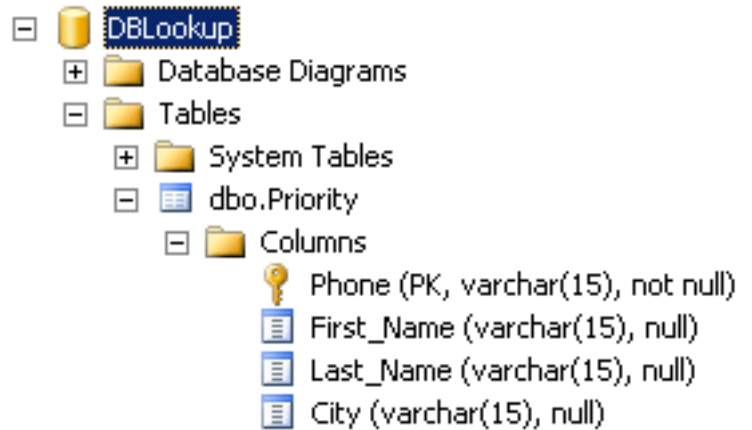 DBLookup
Database Diagrams
Tables
System Tables
dbo.Priority
Columns
Phone (PK, varchar(15), not null)
First_Name (varchar(15), null)
Last_Name (varchar(15), null)
City (varchar(15), null)